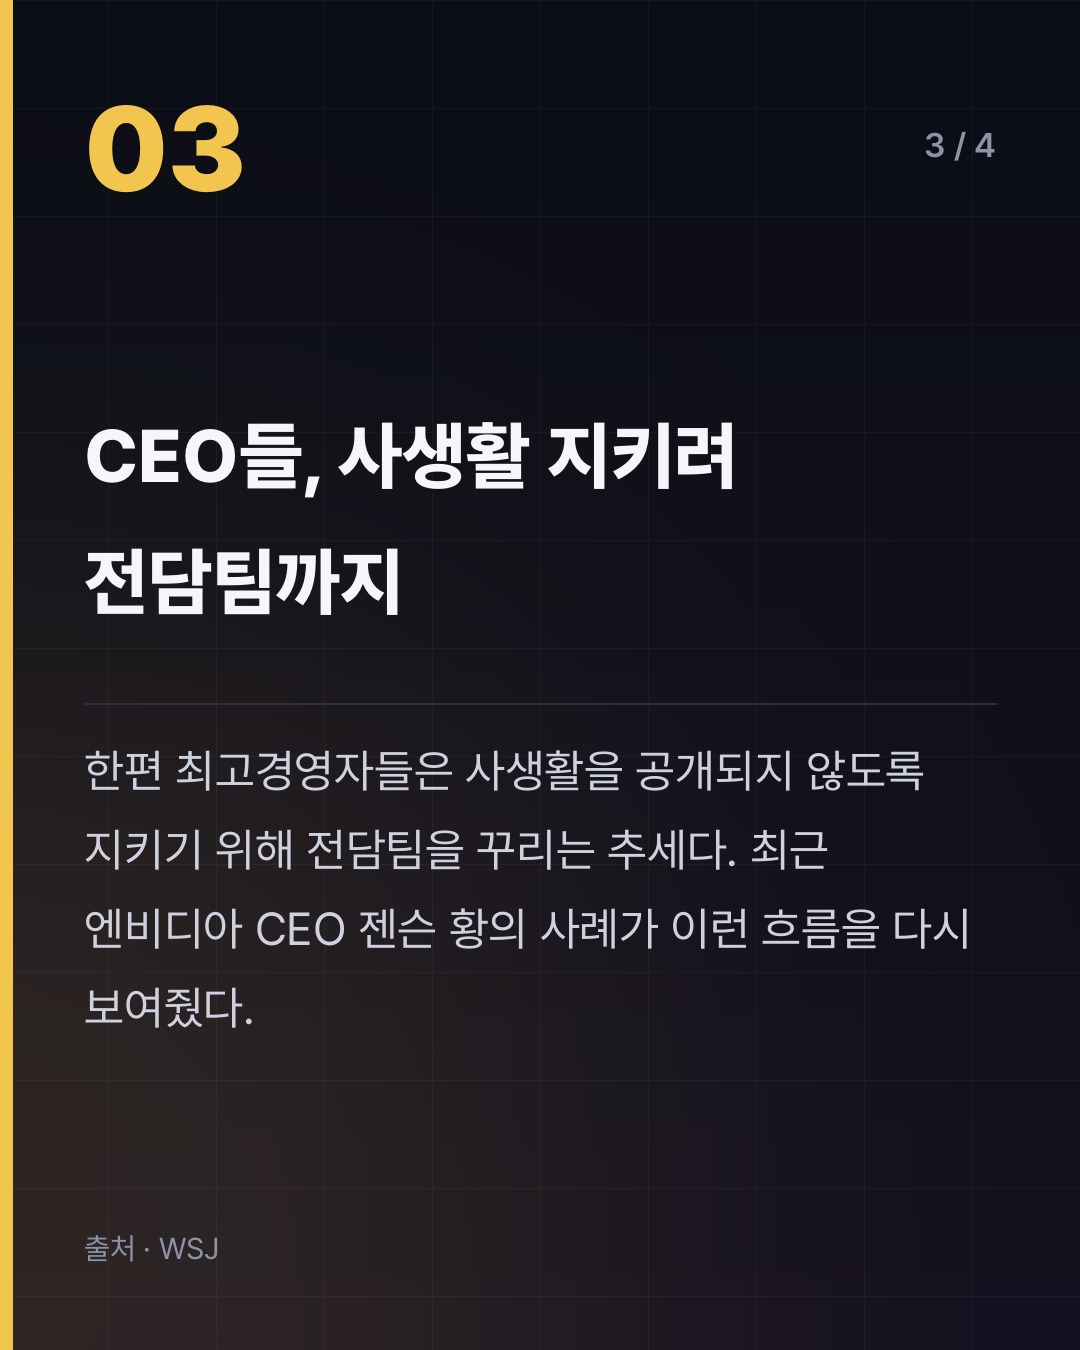 03
3 / 4
CEO들, 사생활 지키려
전담팀까지
한편 최고경영자들은 사생활을 공개되지 않도록
지키기 위해 전담팀을 꾸리는 추세다. 최근
엔비디아 CEO 젠슨 황의 사례가 이런 흐름을 다시
보여줬다.
출처 · WSJ